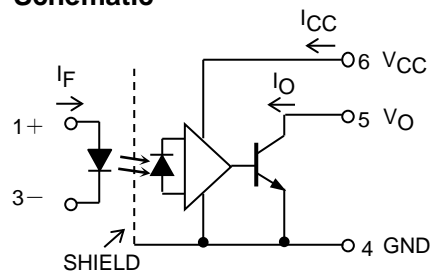 Schematic
ICC
6 VCC
IF
IO
1+
5 VO
3−
4 GND
SHIELD